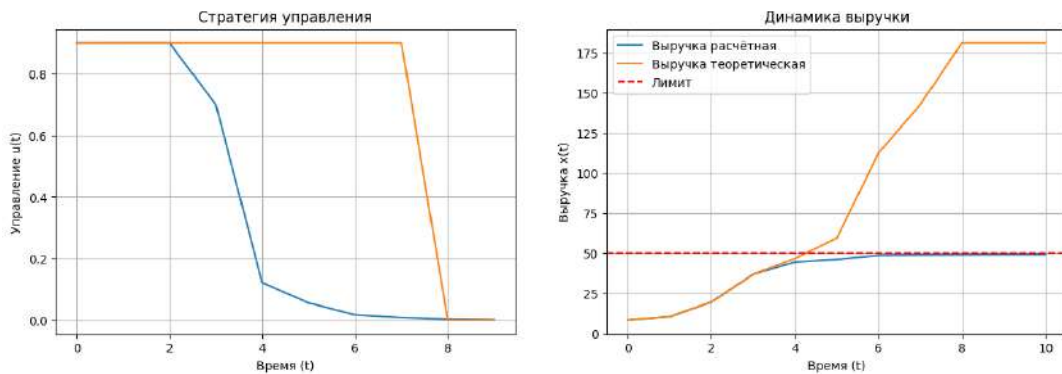 Стратегия управления
Управление u(t)
0.8
0.6
0.4
0.2
0.0
0 2 4 6 8
Время (t)
Динамика выручки
Выручка расчётная
Выручка теоретическая
Лимит
Выручка x(t)
175
150
125
100
75
50
25
0
0 2 4 6 8 10
Время (t)